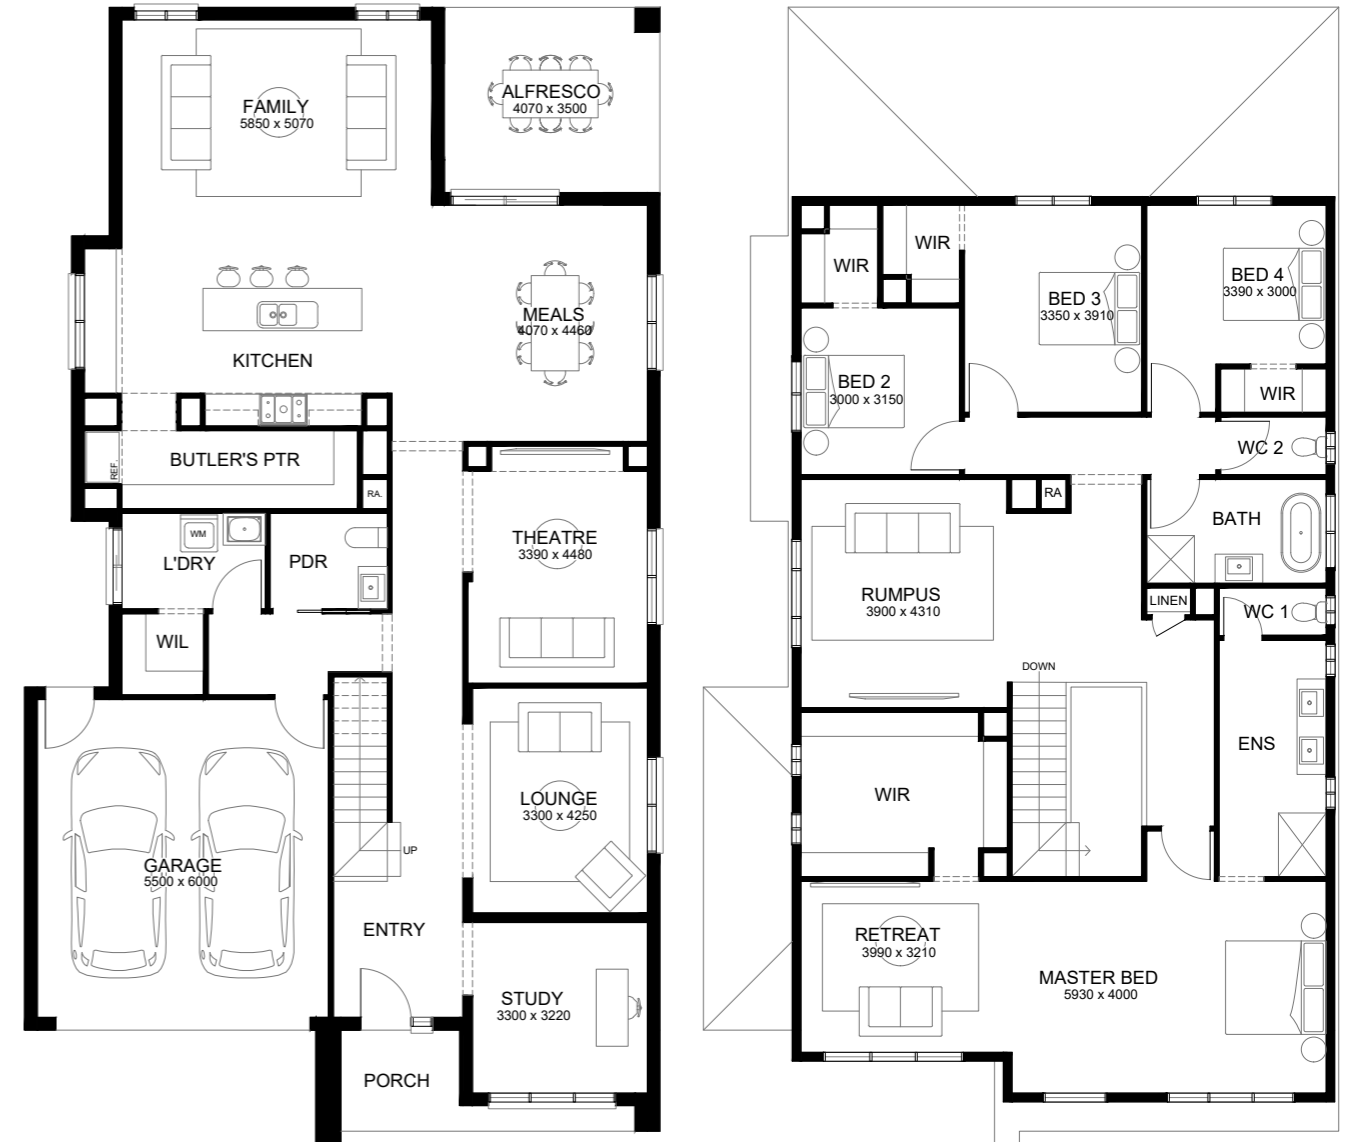 FAMILY
5850 x 5070
ALFRESCO
4070 x 3500
MEALS
4070 x 4460
KITCHEN
BUTLER'S PTR
REF.
RA.
WM
L'DRY
PDR
WIL
THEATRE
3390 x 4480
LOUNGE
3300 x 4250
GARAGE
5500 x 6000
UP
ENTRY
STUDY
3300 x 3220
PORCH
WIR
WIR
BED 3
3350 x 3910
BED 4
3390 x 3000
BED 2
3000 x 3150
WIR
WC 2
RA
BATH
RUMPUS
3900 x 4310
LINEN
WC 1
DOWN
ENS
WIR
RETREAT
3990 x 3210
MASTER BED
5930 x 4000